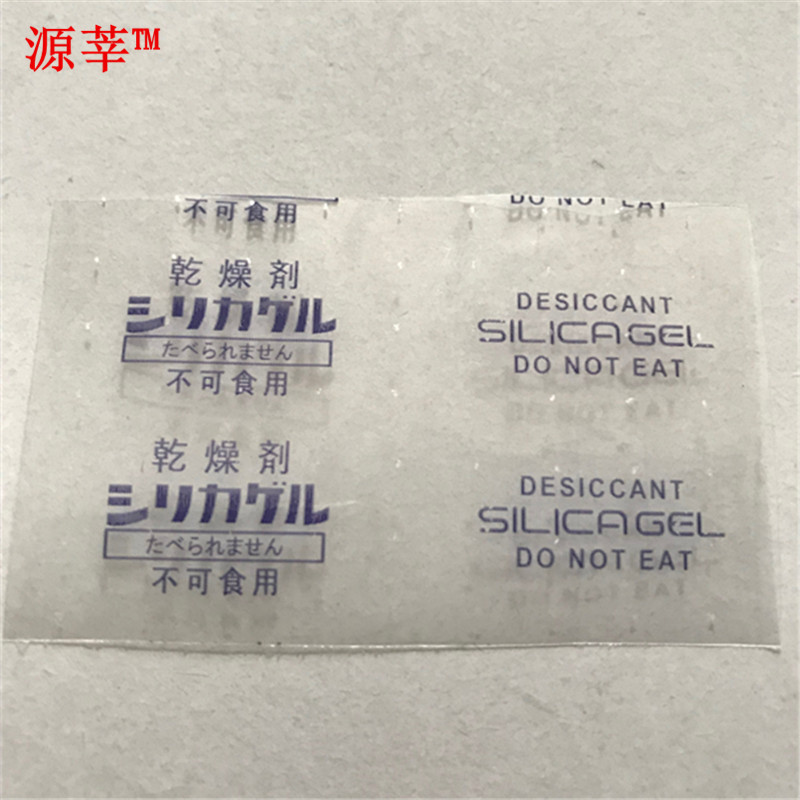 源莘™
不可食用
DO NOT EAT
乾燥剤
シリカゲル
たべられません
不可食用
DESICCANT
SILICAGEL
DO NOT EAT
乾燥剤
シリカゲル
たべられません
不可食用
DESICCANT
SILICAGEL
DO NOT EAT